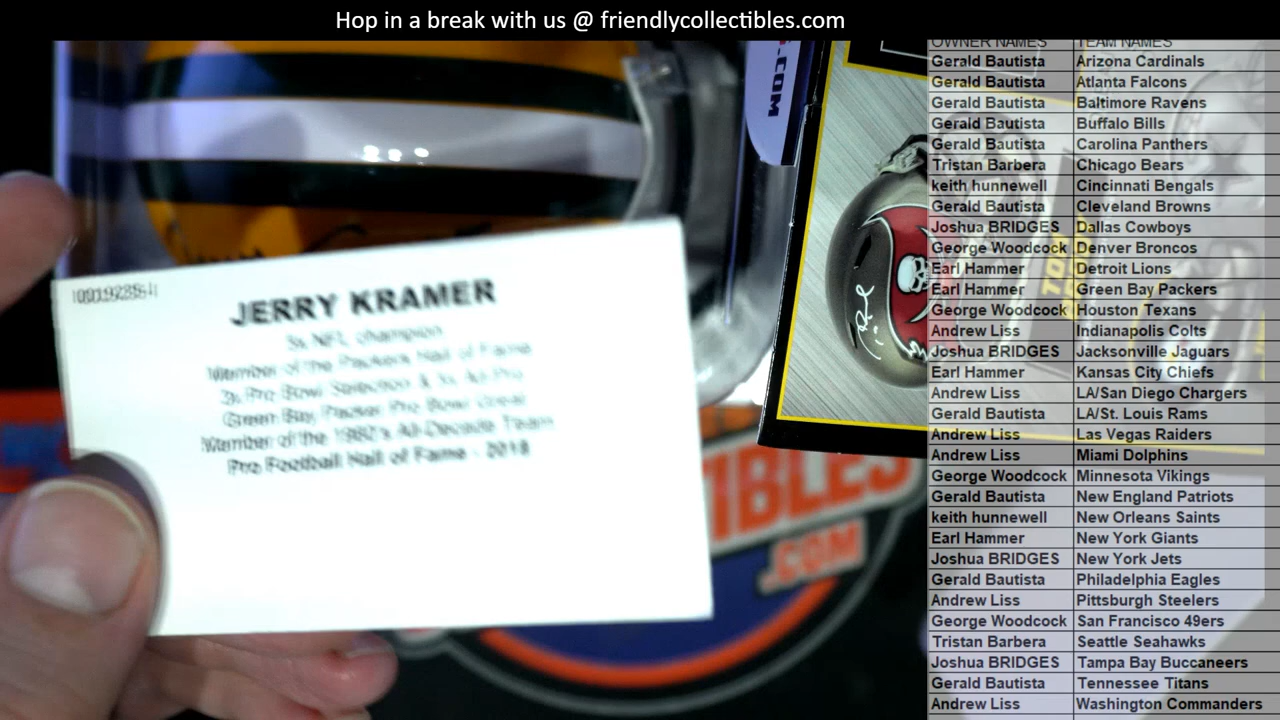 Hop in a break with us @ friendlycollectibles.com
JERRY KRAMER
5x NFL champion
Member of the Packers Hall of Fame
3x Pro Bowl Selection & 5x All-Pro
Green Bay Packer Pro Bowl Great
Member of the 1960's All-Decade Team
Pro Football Hall of Fame - 2018
.COM
TOP
IBLES
.COM
OWNER NAMES TEAM NAMES
Gerald Bautista Arizona Cardinals
Gerald Bautista Atlanta Falcons
Gerald Bautista Baltimore Ravens
Gerald Bautista Buffalo Bills
Gerald Bautista Carolina Panthers
Tristan Barbera Chicago Bears
keith hunnewell Cincinnati Bengals
Gerald Bautista Cleveland Browns
Joshua BRIDGES Dallas Cowboys
George Woodcock Denver Broncos
Earl Hammer Detroit Lions
Earl Hammer Green Bay Packers
George Woodcock Houston Texans
Andrew Liss Indianapolis Colts
Joshua BRIDGES Jacksonville Jaguars
Earl Hammer Kansas City Chiefs
Andrew Liss LA/San Diego Chargers
Gerald Bautista LA/St. Louis Rams
Andrew Liss Las Vegas Raiders
Andrew Liss Miami Dolphins
George Woodcock Minnesota Vikings
Gerald Bautista New England Patriots
keith hunnewell New Orleans Saints
Earl Hammer New York Giants
Joshua BRIDGES New York Jets
Gerald Bautista Philadelphia Eagles
Andrew Liss Pittsburgh Steelers
George Woodcock San Francisco 49ers
Tristan Barbera Seattle Seahawks
Joshua BRIDGES Tampa Bay Buccaneers
Gerald Bautista Tennessee Titans
Andrew Liss Washington Commanders